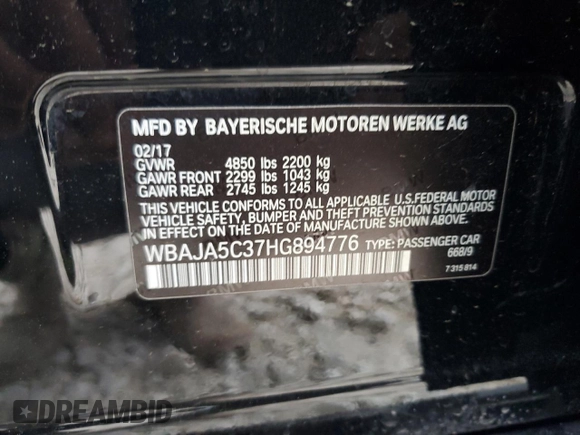 MFD BY BAYERISCHE MOTOREN WERKE AG
02/17
GVWR 4850 lbs 2200 kg
GAWR FRONT 2299 lbs 1043 kg
GAWR REAR 2745 lbs 1245 kg
THIS VEHICLE CONFORMS TO ALL APPLICABLE U.S.FEDERAL MOTOR
VEHICLE SAFETY, BUMPER AND THEFT PREVENTION STANDARDS
IN EFFECT ON THE DATE OF MANUFACTURE SHOWN ABOVE.
WBAJA5C37HG894776 TYPE: PASSENGER CAR
668/9
7 315 814
DREAMBID